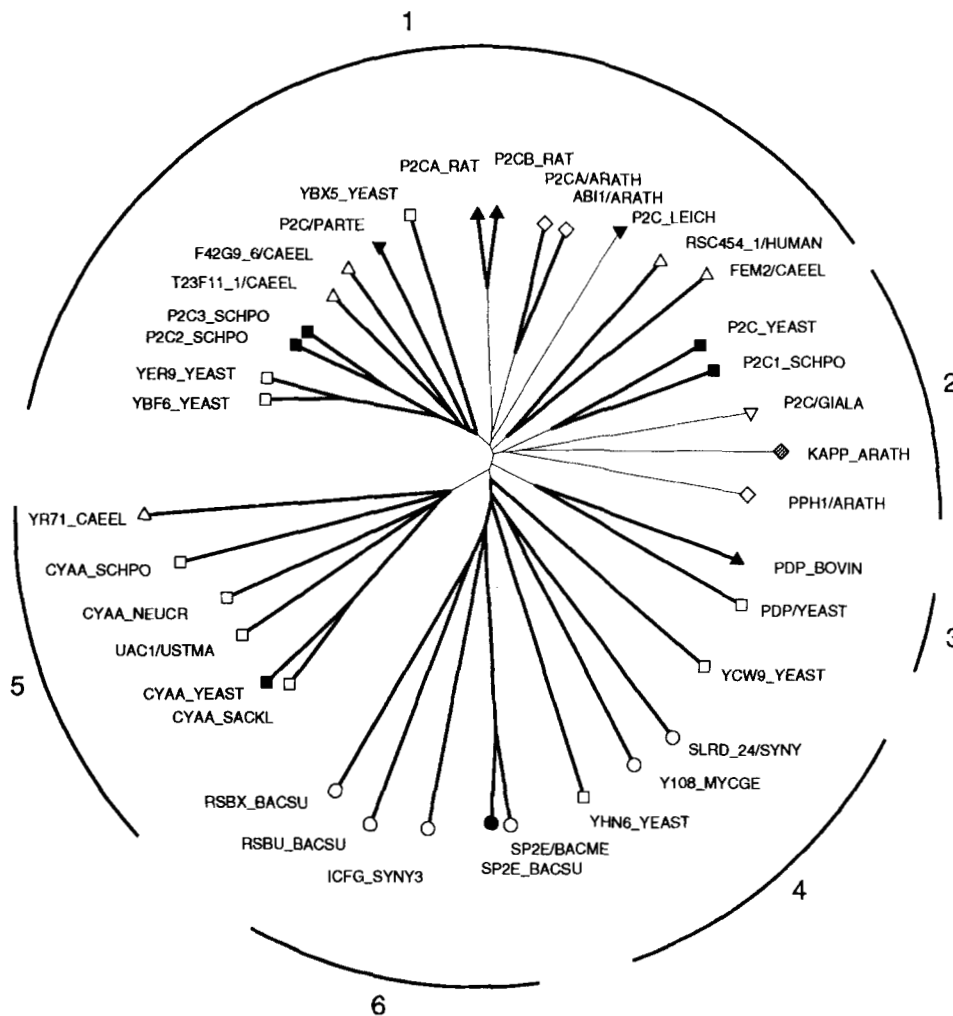 1
P2CA_RAT
P2CB_RAT
P2CA/ARATH
ABI1/ARATH
P2C_LEICH
YBX5_YEAST
P2C/PARTE
RSC454_1/HUMAN
F42G9_6/CAEEL
FEM2/CAEEL
T23F11_1/CAEEL
P2C3_SCHPO
P2C2_SCHPO
P2C_YEAST
P2C1_SCHPO
YER9_YEAST
YBF6_YEAST
2
P2C/GIALA
KAPP_ARATH
PPH1/ARATH
YR71_CAEEL
CYAA_SCHPO
PDP_BOVIN
CYAA_NEUCR
PDP/YEAST
3
UAC1/USTMA
YCW9_YEAST
5
CYAA_YEAST
CYAA_SACKL
SLRD_24/SYNY
Y108_MYCGE
RSBX_BACSU
YHN6_YEAST
RSBU_BACSU
SP2E/BACME
SP2E_BACSU
ICFG_SYNY3
4
6